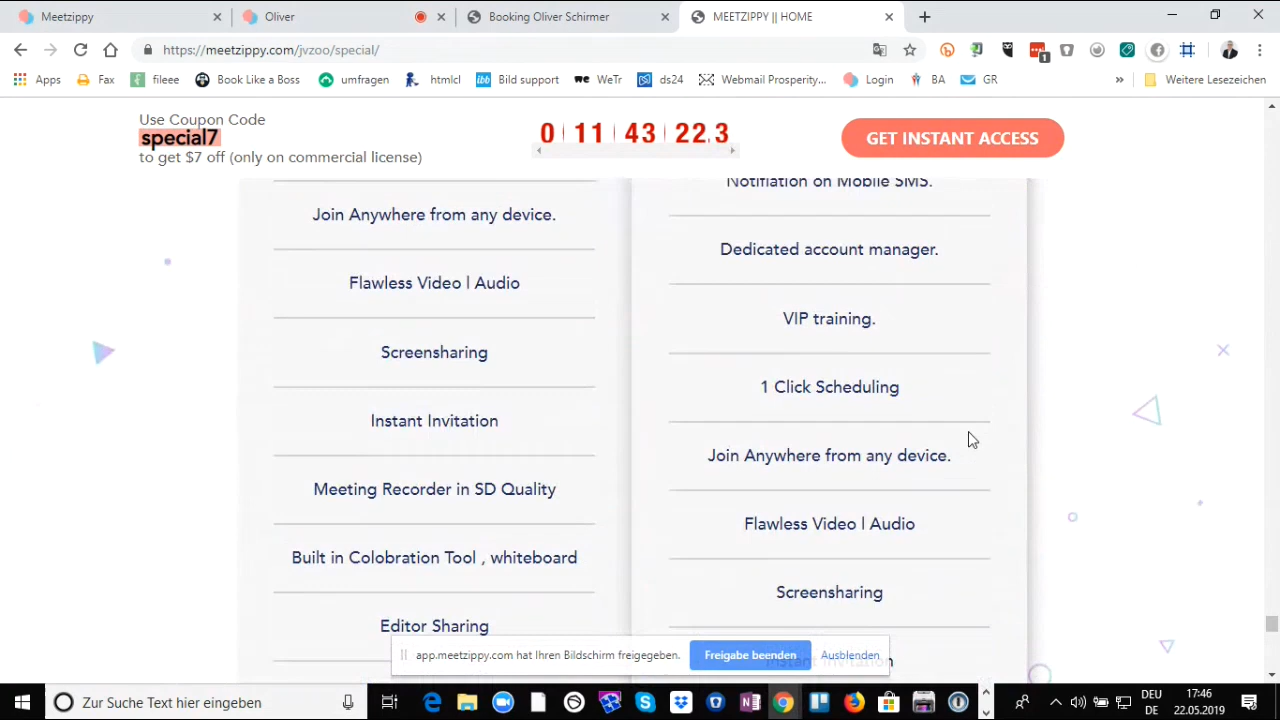 Meetzippy
Oliver
Booking Oliver Schirmer
MEETZIPPY || HOME
https://meetzippy.com/jvzoo/special/
1
Apps
Fax
fileee
Book Like a Boss
umfragen
htmlcl
Bild support
WeTr
ds24
Webmail Prosperity...
Login
BA
GR
»
Weitere Lesezeichen
Use Coupon Code
special7
to get $7 off (only on commercial license)
0 11 43 22.3
GET INSTANT ACCESS
Join Anywhere from any device.
Flawless Video | Audio
Screensharing
Instant Invitation
Meeting Recorder in SD Quality
Built in Colobration Tool , whiteboard
Editor Sharing
Notifiation on Mobile SMS.
Dedicated account manager.
VIP training.
1 Click Scheduling
Join Anywhere from any device.
Flawless Video | Audio
Screensharing
app.meetzippy.com hat Ihren Bildschirm freigegeben.
Freigabe beenden
Ausblenden
Zur Suche Text hier eingeben
DEU
DE
17:46
22.05.2019